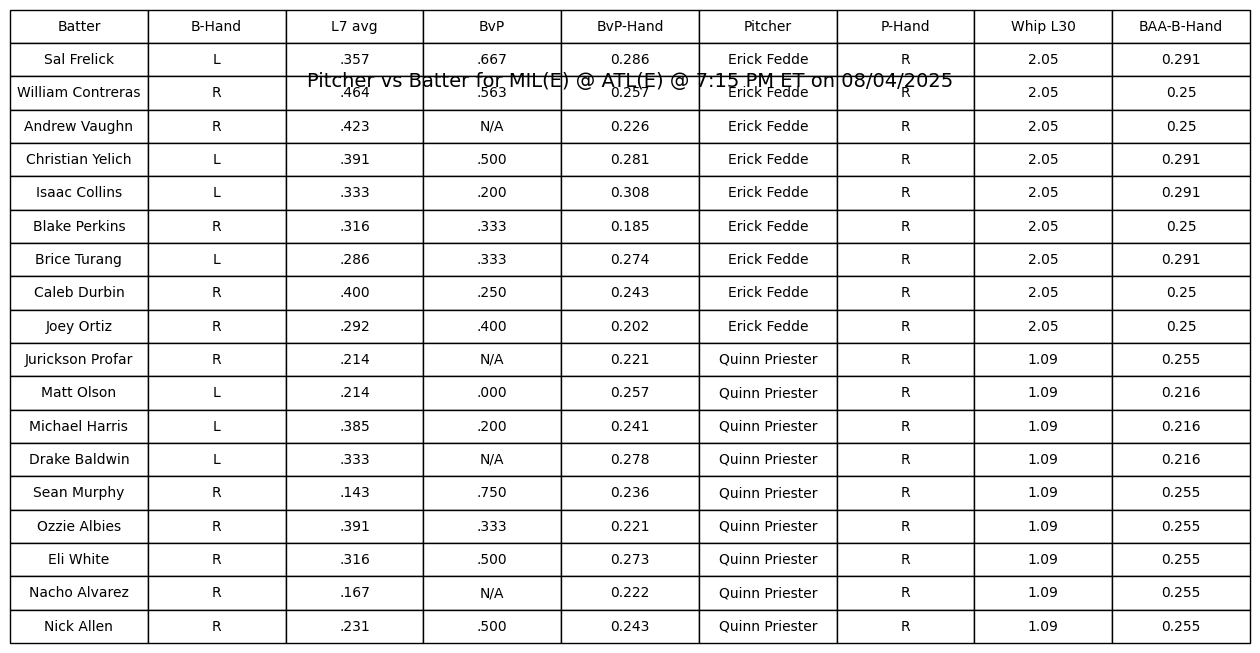 Batter B-Hand L7 avg BvP BvP-Hand Pitcher P-Hand Whip L30 BAA-B-Hand
Sal Frelick L .357 .667 0.286 Erick Fedde R 2.05 0.291
Pitcher vs Batter for MIL(E) @ ATL(E) @ 7:15 PM ET on 08/04/2025
William Contreras R .464 .563 0.257 Erick Fedde R 2.05 0.25
Andrew Vaughn R .423 N/A 0.226 Erick Fedde R 2.05 0.25
Christian Yelich L .391 .500 0.281 Erick Fedde R 2.05 0.291
Isaac Collins L .333 .200 0.308 Erick Fedde R 2.05 0.291
Blake Perkins R .316 .333 0.185 Erick Fedde R 2.05 0.25
Brice Turang L .286 .333 0.274 Erick Fedde R 2.05 0.291
Caleb Durbin R .400 .250 0.243 Erick Fedde R 2.05 0.25
Joey Ortiz R .292 .400 0.202 Erick Fedde R 2.05 0.25
Jurickson Profar R .214 N/A 0.221 Quinn Priester R 1.09 0.255
Matt Olson L .214 .000 0.257 Quinn Priester R 1.09 0.216
Michael Harris L .385 .200 0.241 Quinn Priester R 1.09 0.216
Drake Baldwin L .333 N/A 0.278 Quinn Priester R 1.09 0.216
Sean Murphy R .143 .750 0.236 Quinn Priester R 1.09 0.255
Ozzie Albies R .391 .333 0.221 Quinn Priester R 1.09 0.255
Eli White R .316 .500 0.273 Quinn Priester R 1.09 0.255
Nacho Alvarez R .167 N/A 0.222 Quinn Priester R 1.09 0.255
Nick Allen R .231 .500 0.243 Quinn Priester R 1.09 0.255